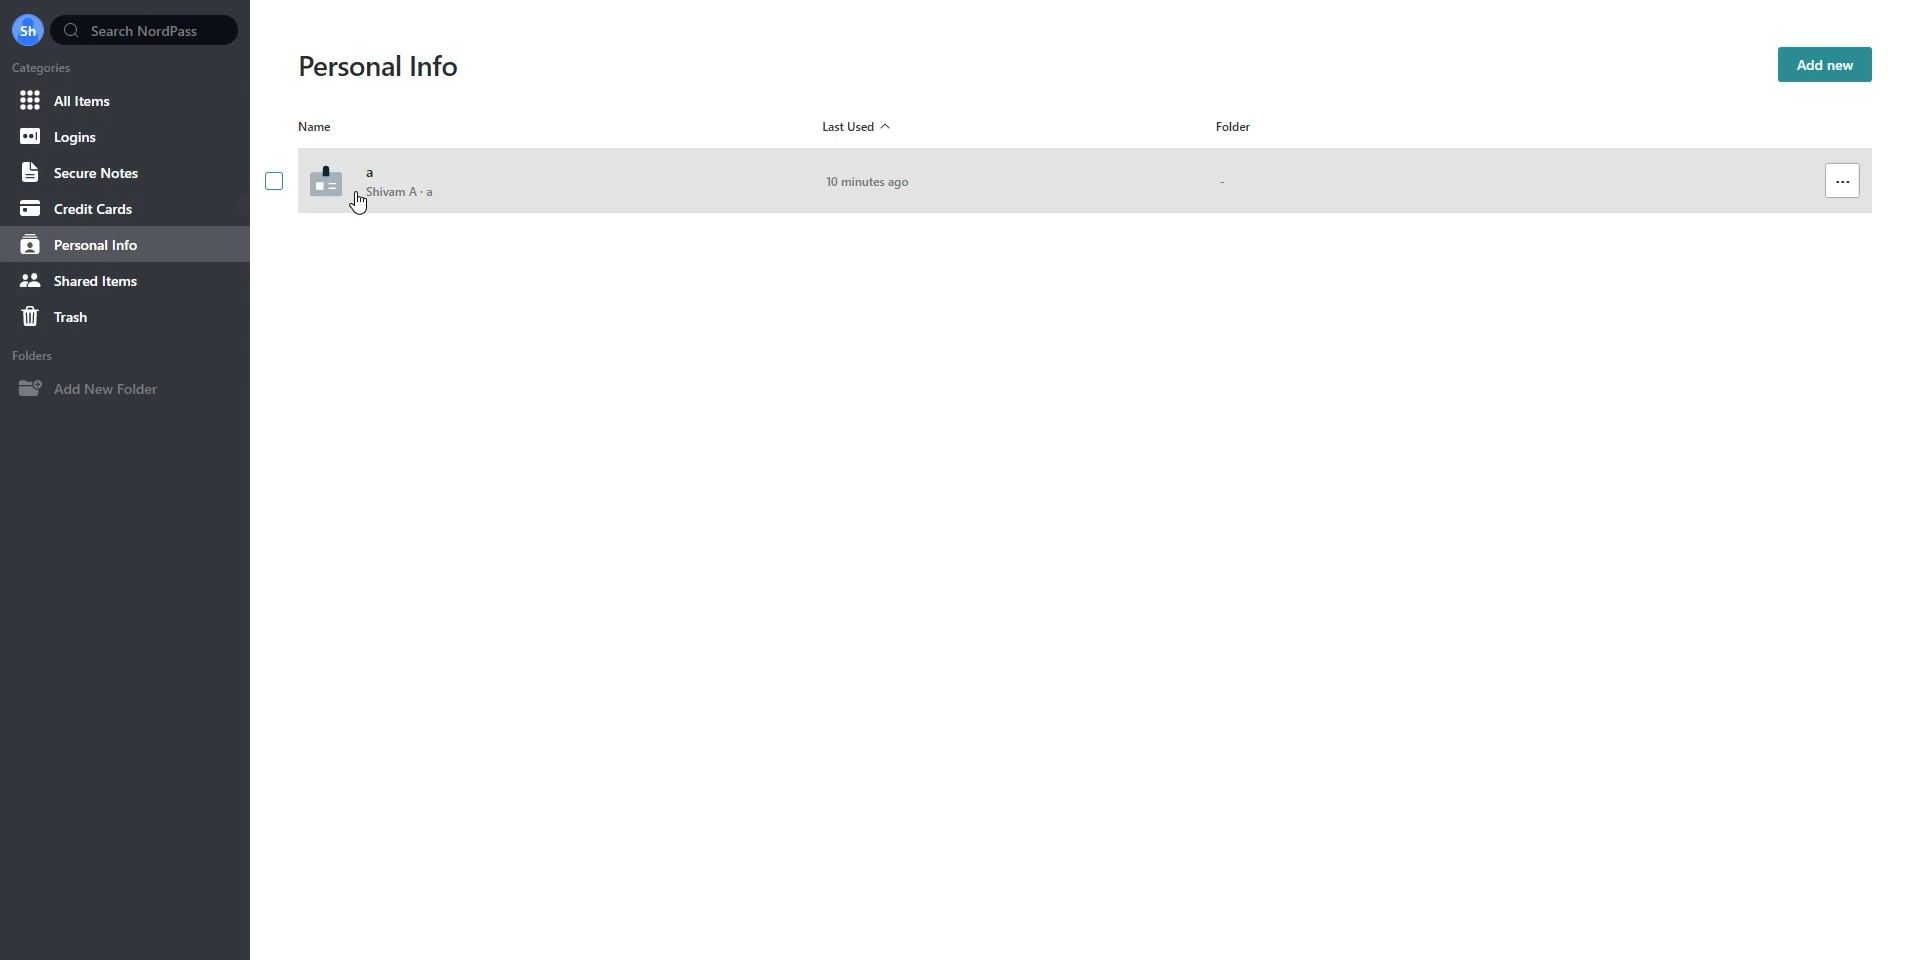 Sh
Search NordPass
Categories
All Items
Logins
Secure Notes
Credit Cards
Personal Info
Shared Items
Trash
Folders
Add New Folder
Personal Info
Add new
Name
Last Used
Folder
a
Shivam A · a
10 minutes ago
-
...